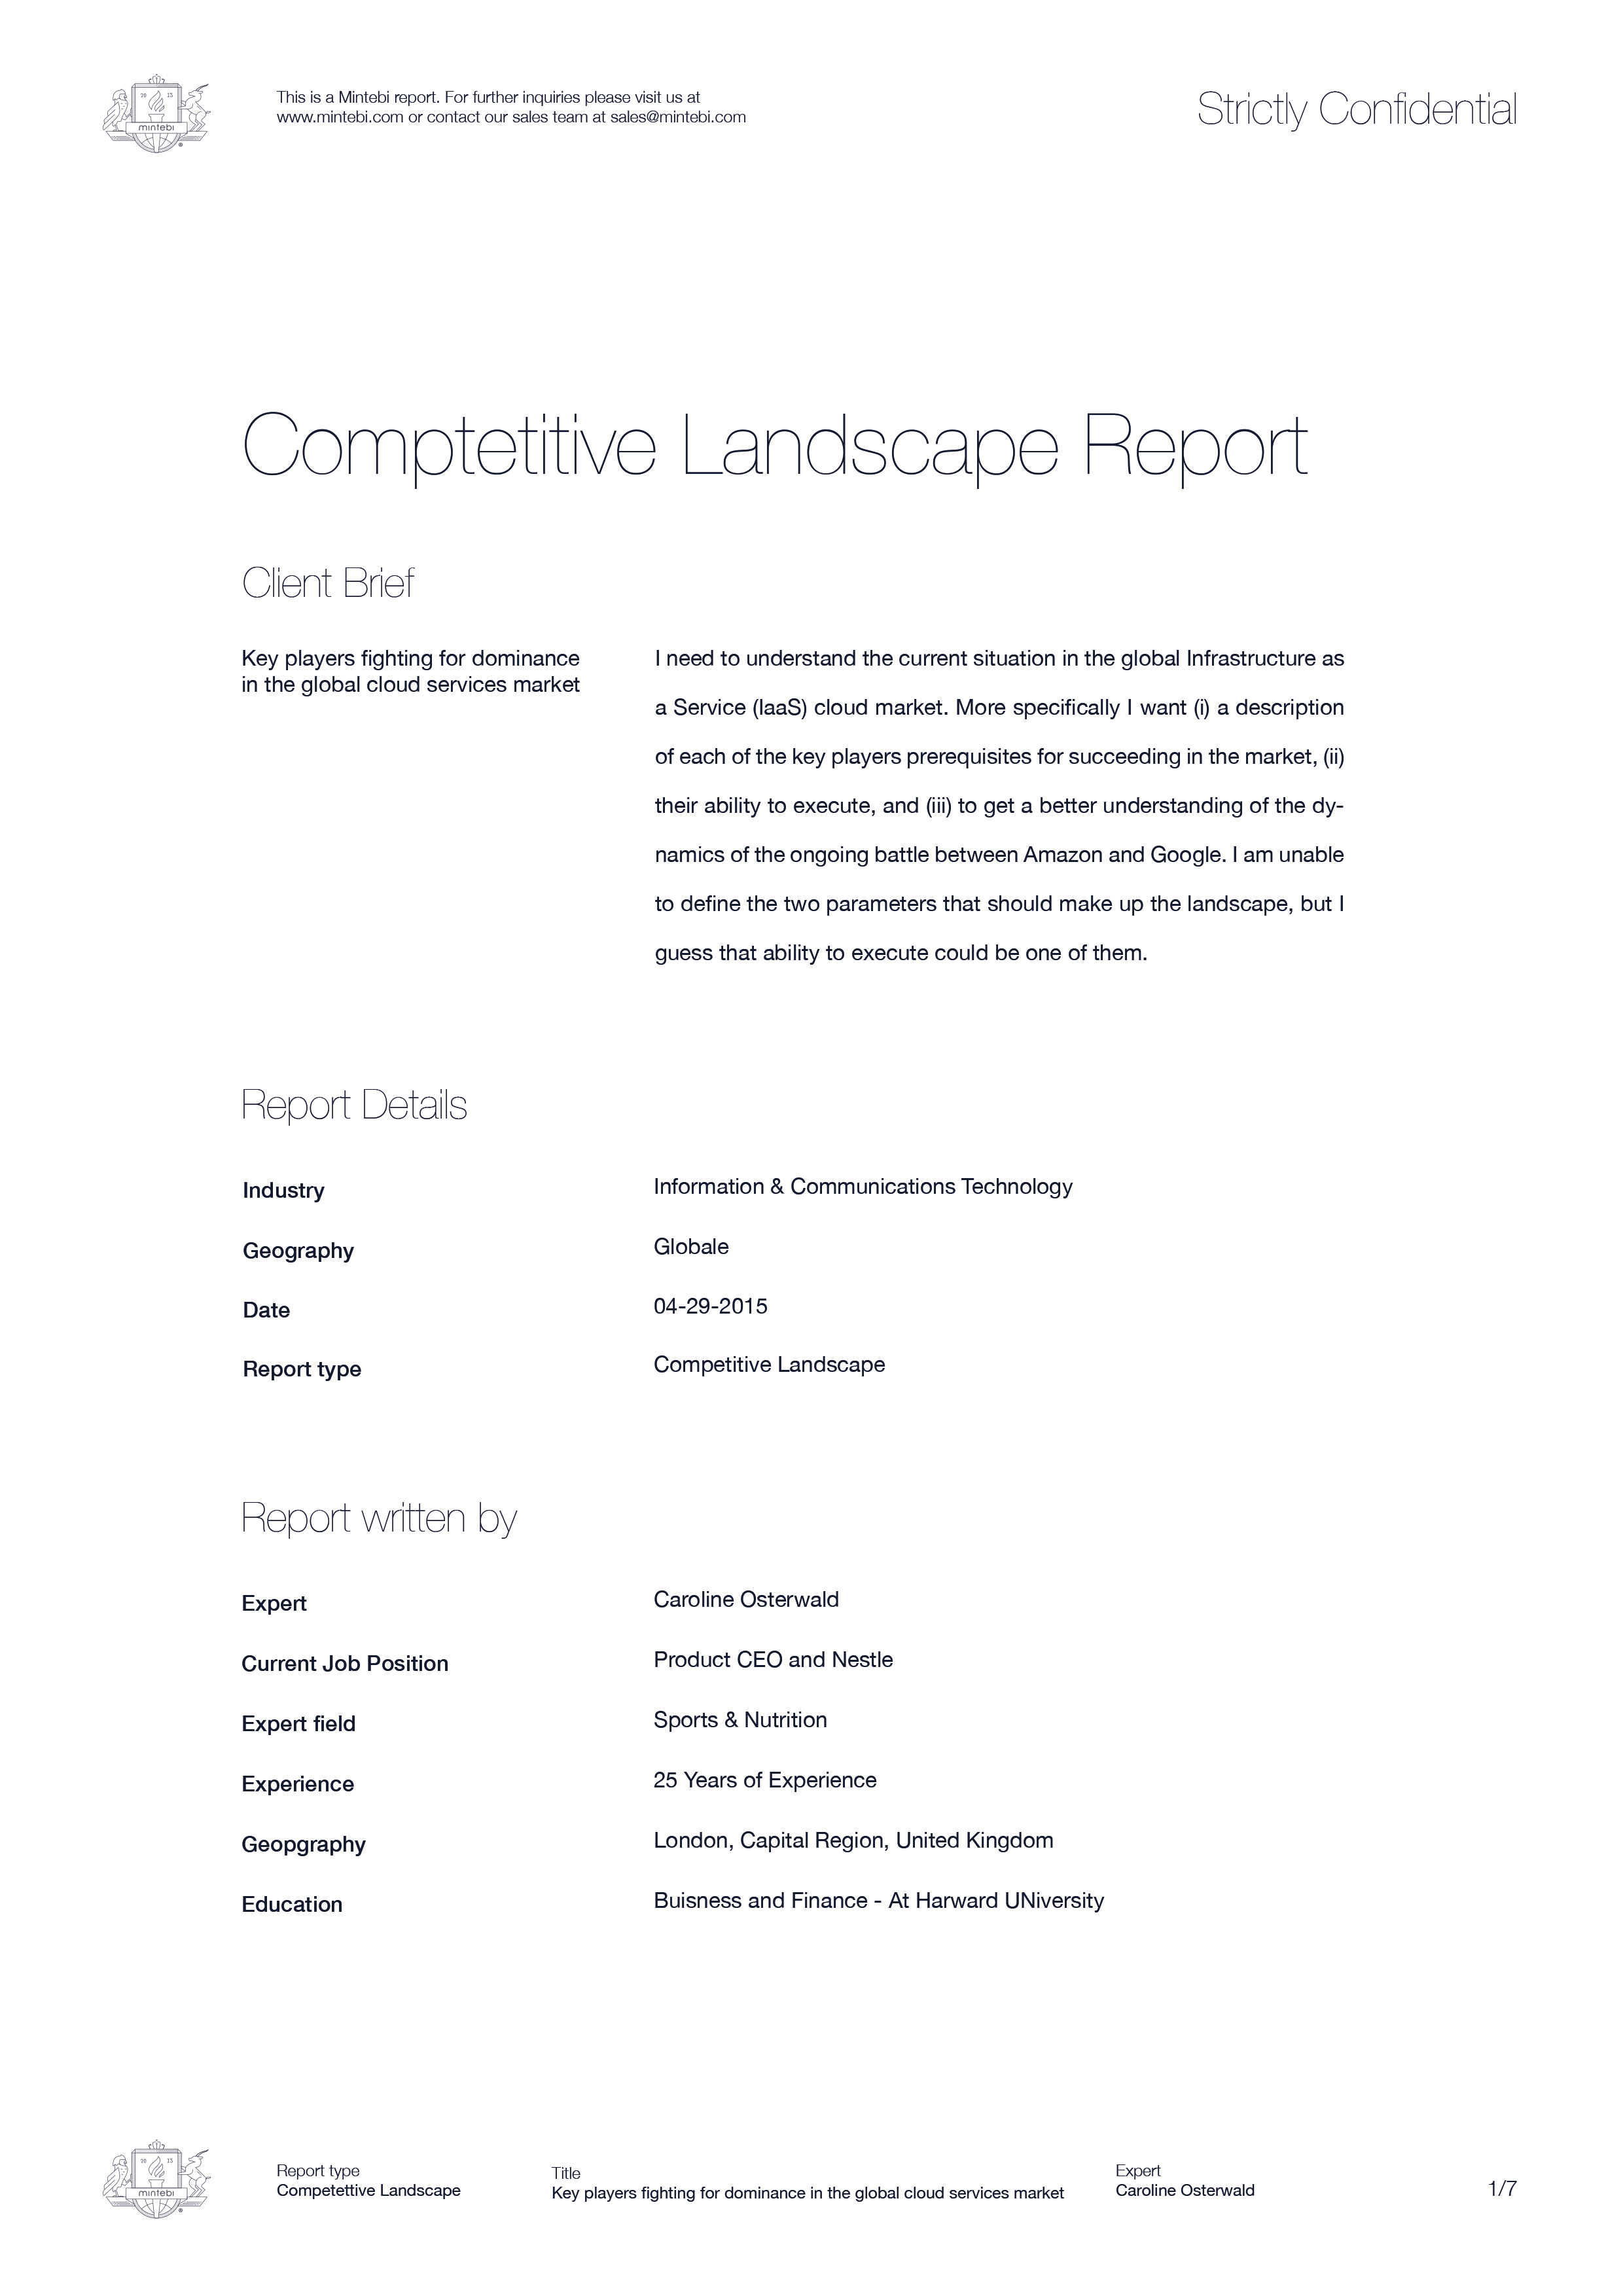 20 15
mintebi
This is a Mintebi report. For further inquiries please visit us at
www.mintebi.com or contact our sales team at sales@mintebi.com
Strictly Confidential
Comptetitive Landscape Report
Client Brief
Key players fighting for dominance
in the global cloud services market
I need to understand the current situation in the global Infrastructure as
a Service (IaaS) cloud market. More specifically I want (i) a description
of each of the key players prerequisites for succeeding in the market, (ii)
their ability to execute, and (iii) to get a better understanding of the dy-
namics of the ongoing battle between Amazon and Google. I am unable
to define the two parameters that should make up the landscape, but I
guess that ability to execute could be one of them.
Report Details
Industry Information & Communications Technology
Geography Globale
Date 04-29-2015
Report type Competitive Landscape
Report written by
Expert Caroline Osterwald
Current Job Position Product CEO and Nestle
Expert field Sports & Nutrition
Experience 25 Years of Experience
Geopgraphy London, Capital Region, United Kingdom
Education Buisness and Finance - At Harward UNiversity
20 15
mintebi
Report type
Competettive Landscape
Title
Key players fighting for dominance in the global cloud services market
Expert
Caroline Osterwald
1/7